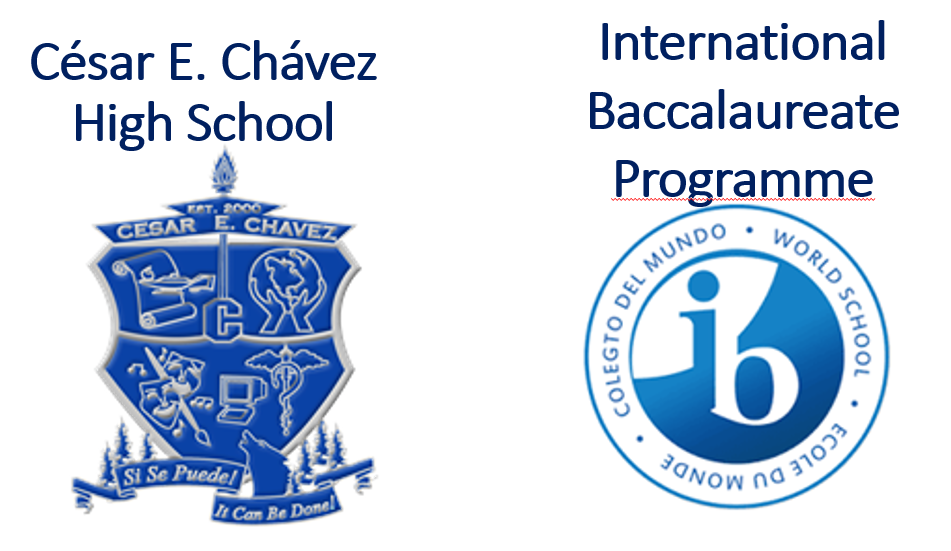 César E. Chávez
High School
EST. 2000
CESAR E. CHAVEZ
C
Si Se Puede!
It Can Be Done!
International
Baccalaureate
Programme
COLEGTO DEL MUNDO • WORLD SCHOOL • ECOLE DU MONDE •
ib